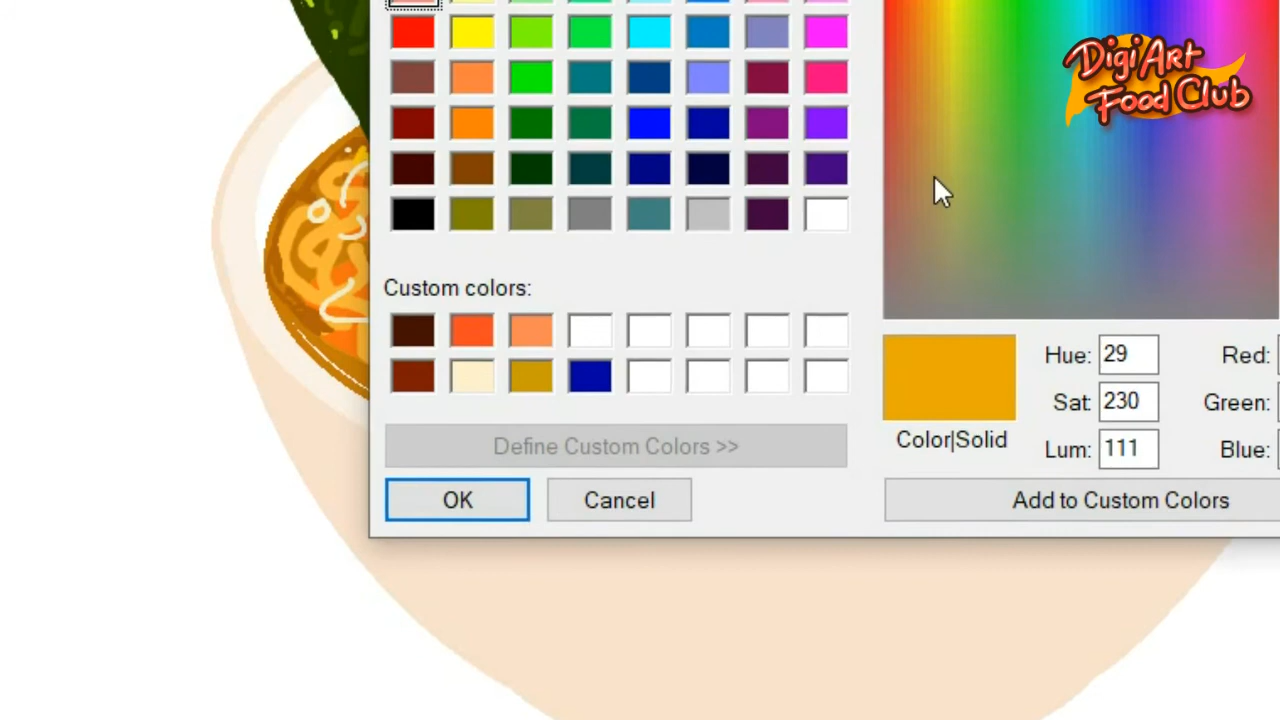 Digi Art
Food Club
Custom colors:
Define Custom Colors >>
OK
Cancel
Color|Solid
Hue: 29
Sat: 230
Lum: 111
Red:
Green:
Blue:
Add to Custom Colors